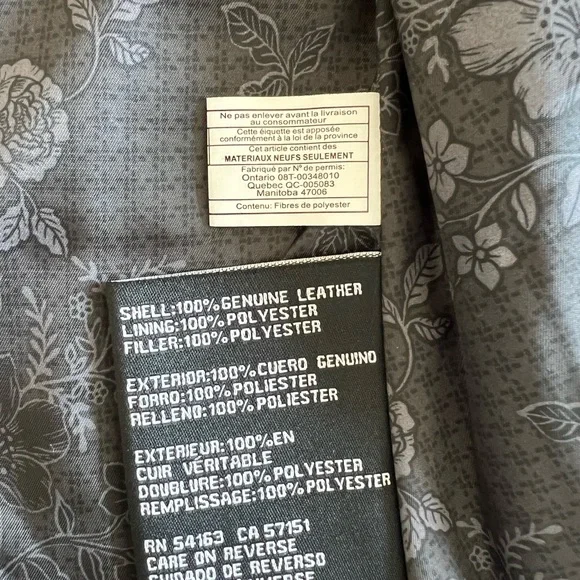 Ne pas enlever avant la livraison
au consommateur
Cette étiquette est apposée
conformément à la loi de la province
Cet article contient des
MATERIAUX NEUFS SEULEMENT
Fabriqué par Nº de permis:
Ontario 08T-00348010
Quebec QC-005083
Manitoba 47006
Contenu: Fibres de polyester
SHELL:100% GENUINE LEATHER
LINING:100% POLYESTER
FILLER:100% POLYESTER
EXTERIOR:100%CUERO GENUINO
FORRO:100% POLIESTER
RELLENO:100% POLIESTER
EXTERIEUR:100%EN
CUIR VÉRITABLE
DOUBLURE:100% POLYESTER
REMPLISSAGE:100% POLYESTER
RN 54163 CA 57151
CARE ON REVERSE
CUIDADO DE REVERSO